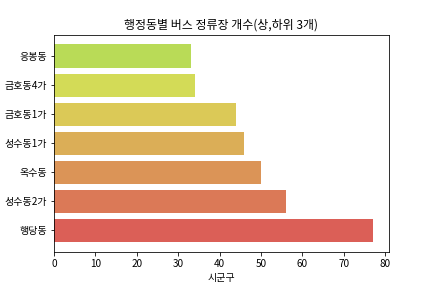 행정동별 버스 정류장 개수(상,하위 3개)
응봉동
금호동4가
금호동1가
성수동1가
옥수동
성수동2가
행당동
0 10 20 30 40 50 60 70 80
시군구